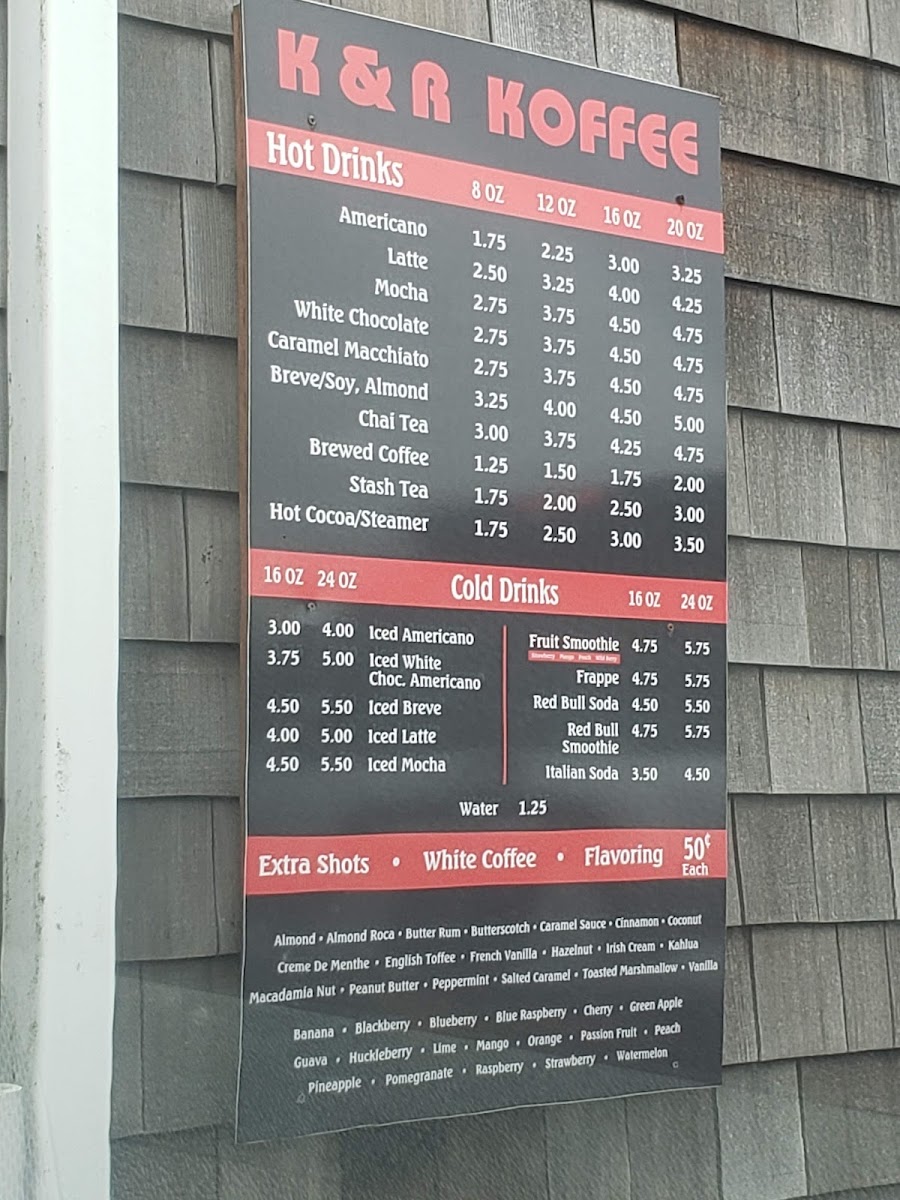 K & R KOFFEE
Hot Drinks 8 OZ 12 OZ 16 OZ 20 OZ
Americano 1.75 2.25 3.00 3.25
Latte 2.50 3.25 4.00 4.25
Mocha 2.75 3.75 4.50 4.75
White Chocolate 2.75 3.75 4.50 4.75
Caramel Macchiato 2.75 3.75 4.50 4.75
Breve/Soy, Almond 3.25 4.00 4.50 5.00
Chai Tea 3.00 3.75 4.25 4.75
Brewed Coffee 1.25 1.50 1.75 2.00
Stash Tea 1.75 2.00 2.50 3.00
Hot Cocoa/Steamer 1.75 2.50 3.00 3.50
16 OZ 24 OZ Cold Drinks 16 OZ 24 OZ
3.00 4.00 Iced Americano
3.75 5.00 Iced White
Choc. Americano
4.50 5.50 Iced Breve
4.00 5.00 Iced Latte
4.50 5.50 Iced Mocha
Fruit Smoothie 4.75 5.75
Strawberry Mango Peach Wild Berry
Frappe 4.75 5.75
Red Bull Soda 4.50 5.50
Red Bull 4.75 5.75
Smoothie
Italian Soda 3.50 4.50
Water 1.25
Extra Shots • White Coffee • Flavoring 50¢
Each
Almond • Almond Roca • Butter Rum • Butterscotch • Caramel Sauce • Cinnamon • Coconut
Creme De Menthe • English Toffee • French Vanilla • Hazelnut • Irish Cream • Kahlua
Macadamia Nut • Peanut Butter • Peppermint • Salted Caramel • Toasted Marshmallow • Vanilla
Banana • Blackberry • Blueberry • Blue Raspberry • Cherry • Green Apple
Guava • Huckleberry • Lime • Mango • Orange • Passion Fruit • Peach
Pineapple • Pomegranate • Raspberry • Strawberry • Watermelon